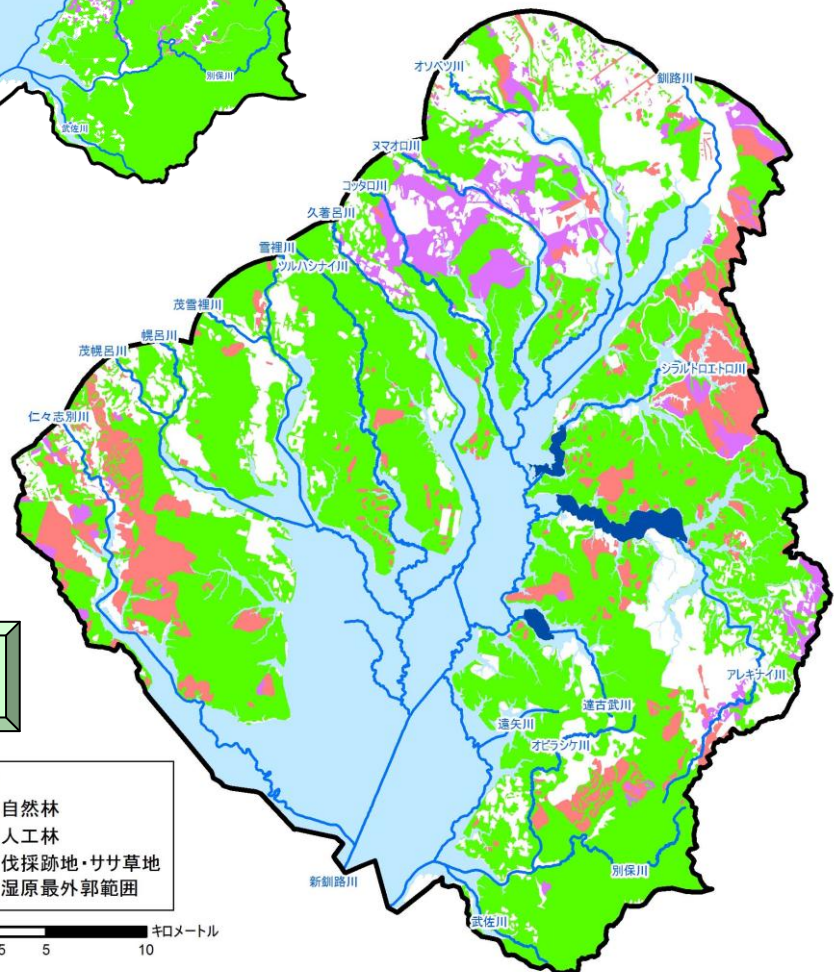 別保川
武佐川
オソベツ川
釧路川
ヌマオロ川
コッタロ川
久著呂川
雪裡川
ツルハシナイ川
茂雪裡川
幌呂川
茂幌呂川
シラルトロエトロ川
仁々志別川
アレキナイ川
達古武川
遠矢川
オビラシケ川
自然林
人工林
伐採跡地・ササ草地
湿原最外郭範囲
新釧路川
別保川
武佐川
キロメートル
5 5 10